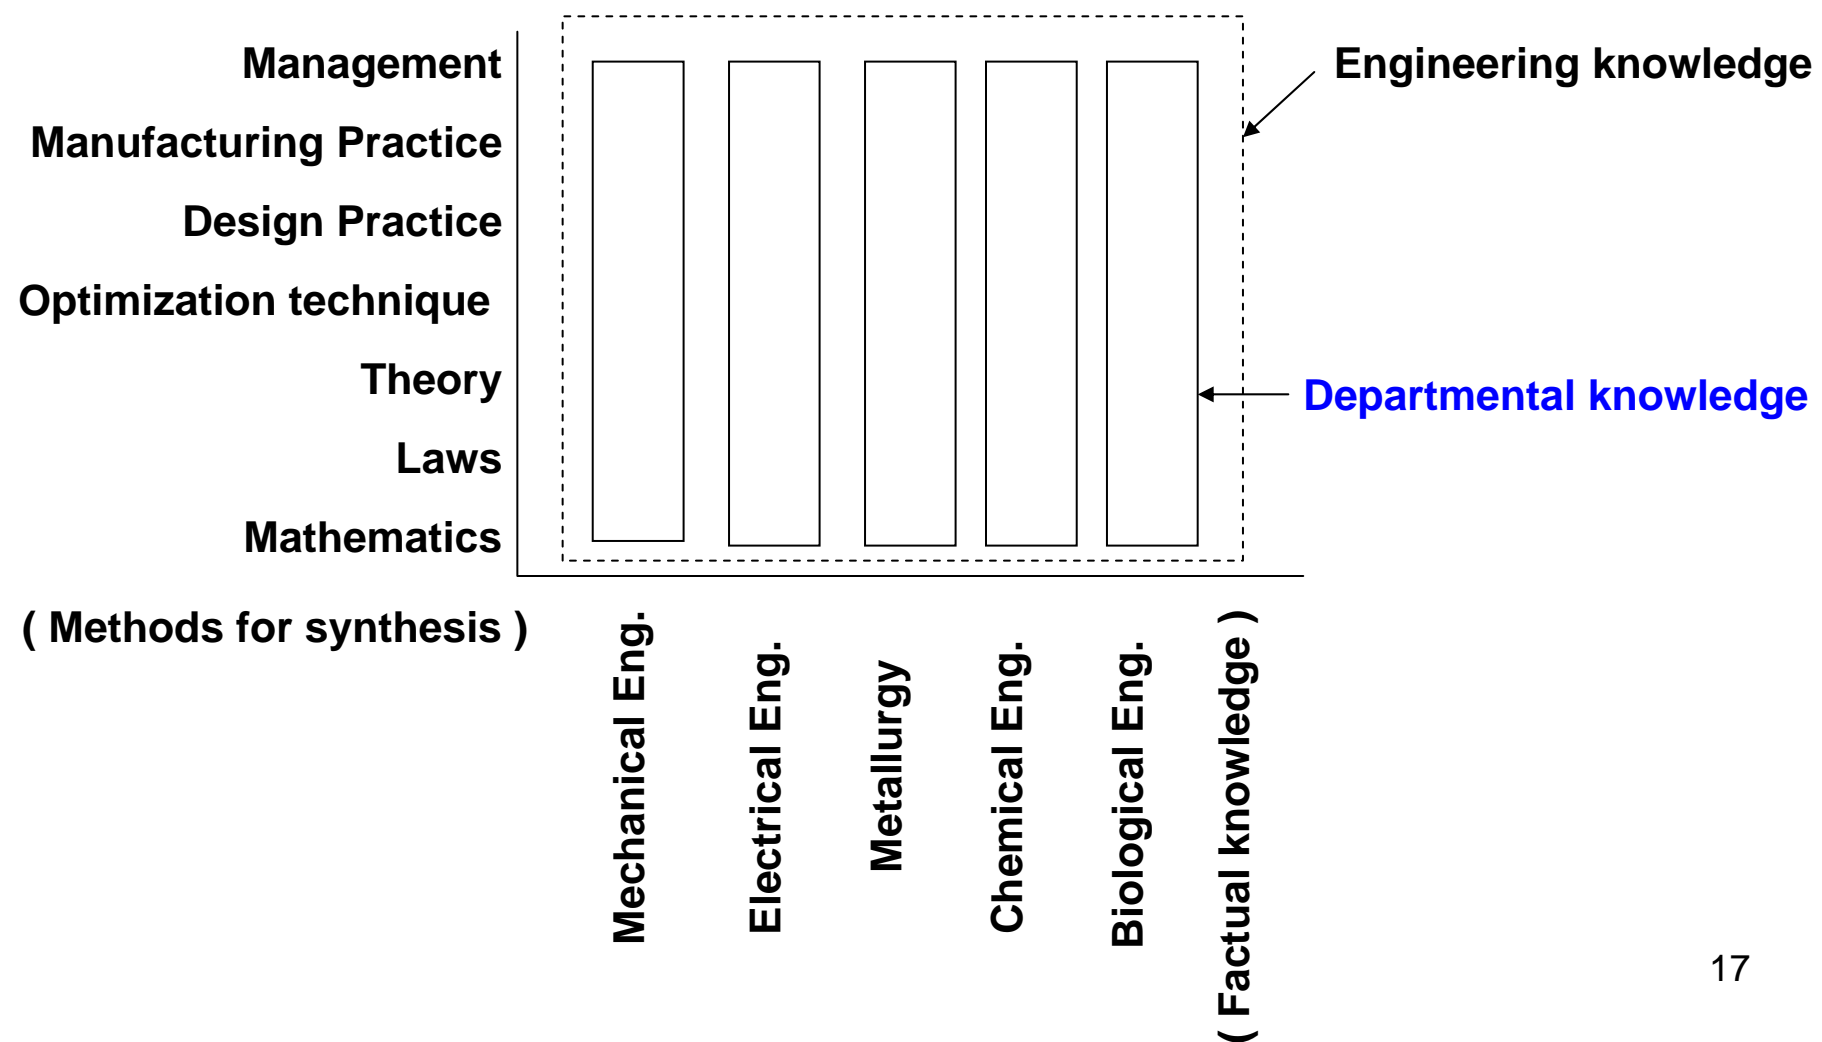 Management
Manufacturing Practice
Design Practice
Optimization technique
Theory
Laws
Mathematics
( Methods for synthesis )
Engineering knowledge
Departmental knowledge
Mechanical Eng.
Electrical Eng.
Metallurgy
Chemical Eng.
Biological Eng.
( Factual knowledge )
17